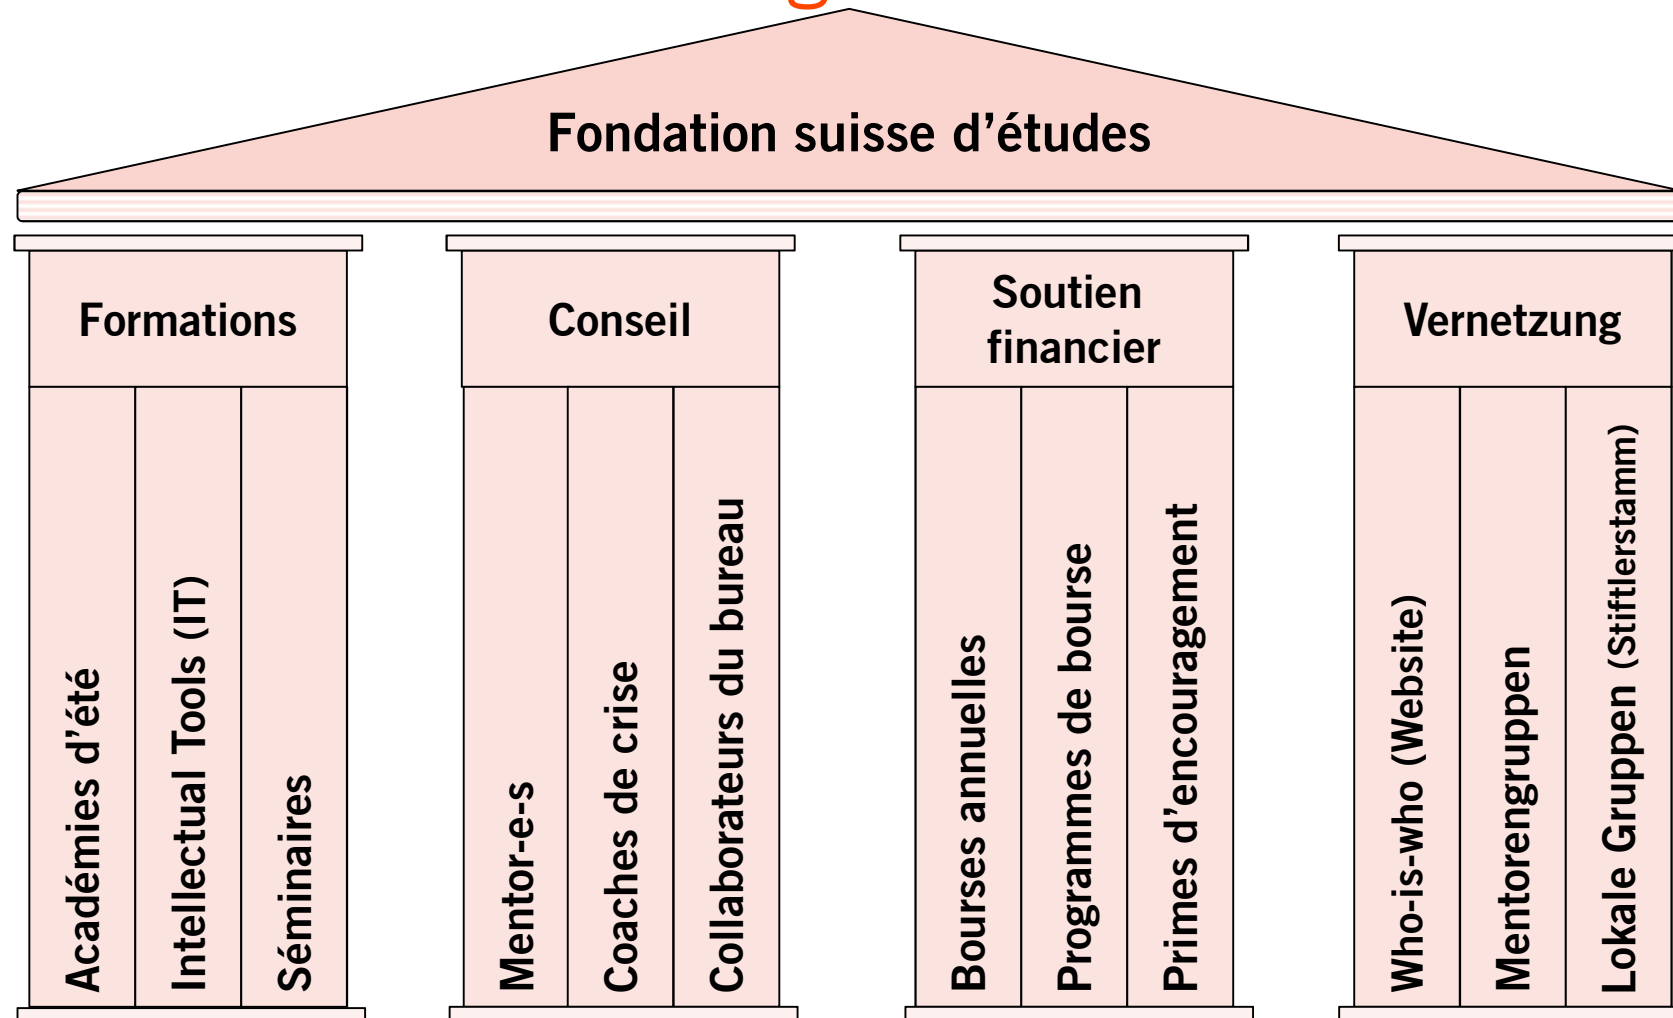 Fondation suisse d’études
Formations
Académies d’été
Intellectual Tools (IT)
Séminaires
Conseil
Mentor-e-s
Coaches de crise
Collaborateurs du bureau
Soutien
financier
Bourses annuelles
Programmes de bourse
Primes d’encouragement
Vernetzung
Who-is-who (Website)
Mentorengruppen
Lokale Gruppen (Stiftlerstamm)